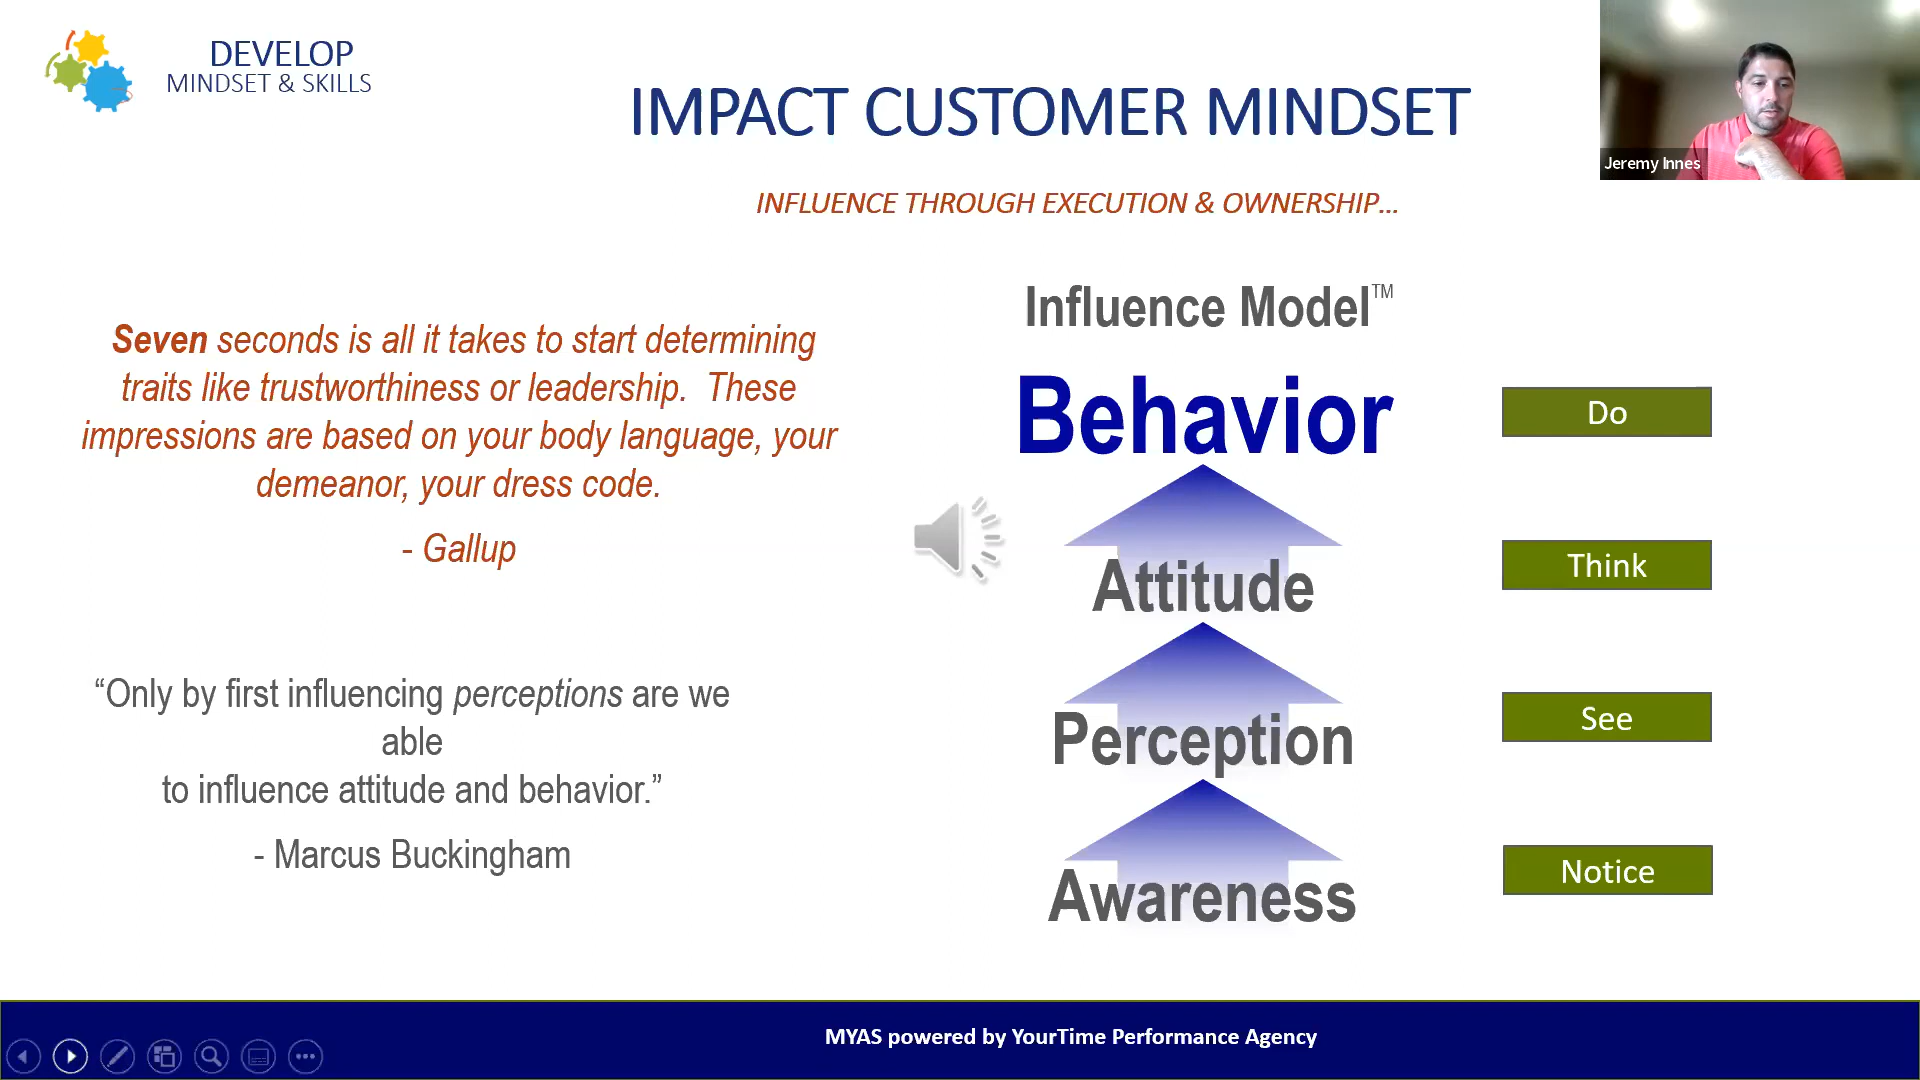 DEVELOP
MINDSET & SKILLS
IMPACT CUSTOMER MINDSET
INFLUENCE THROUGH EXECUTION & OWNERSHIP...
Jeremy Innes
Seven seconds is all it takes to start determining
traits like trustworthiness or leadership. These
impressions are based on your body language, your
demeanor, your dress code.
- Gallup
“Only by first influencing perceptions are we
able
to influence attitude and behavior.”
- Marcus Buckingham
Influence Model™
Behavior
Do
Attitude
Think
Perception
See
Awareness
Notice
MYAS powered by YourTime Performance Agency